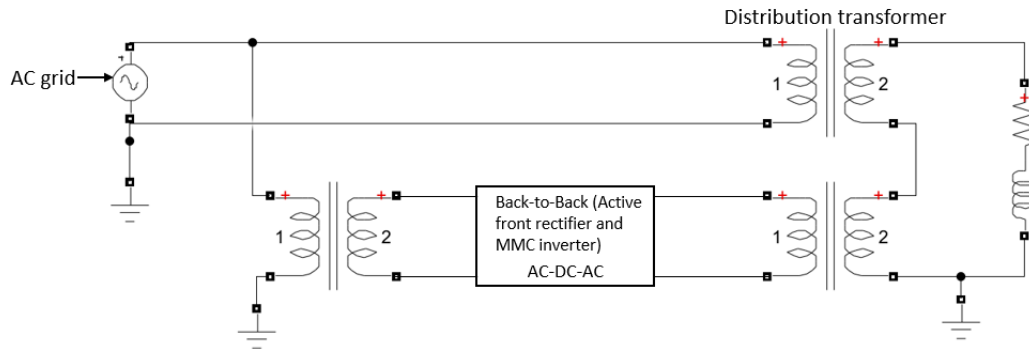 Distribution transformer
AC grid
+
+
+
1
2
+
+
+
+
+
1
2
Back-to-Back (Active
front rectifier and
MMC inverter)
AC-DC-AC
1
2